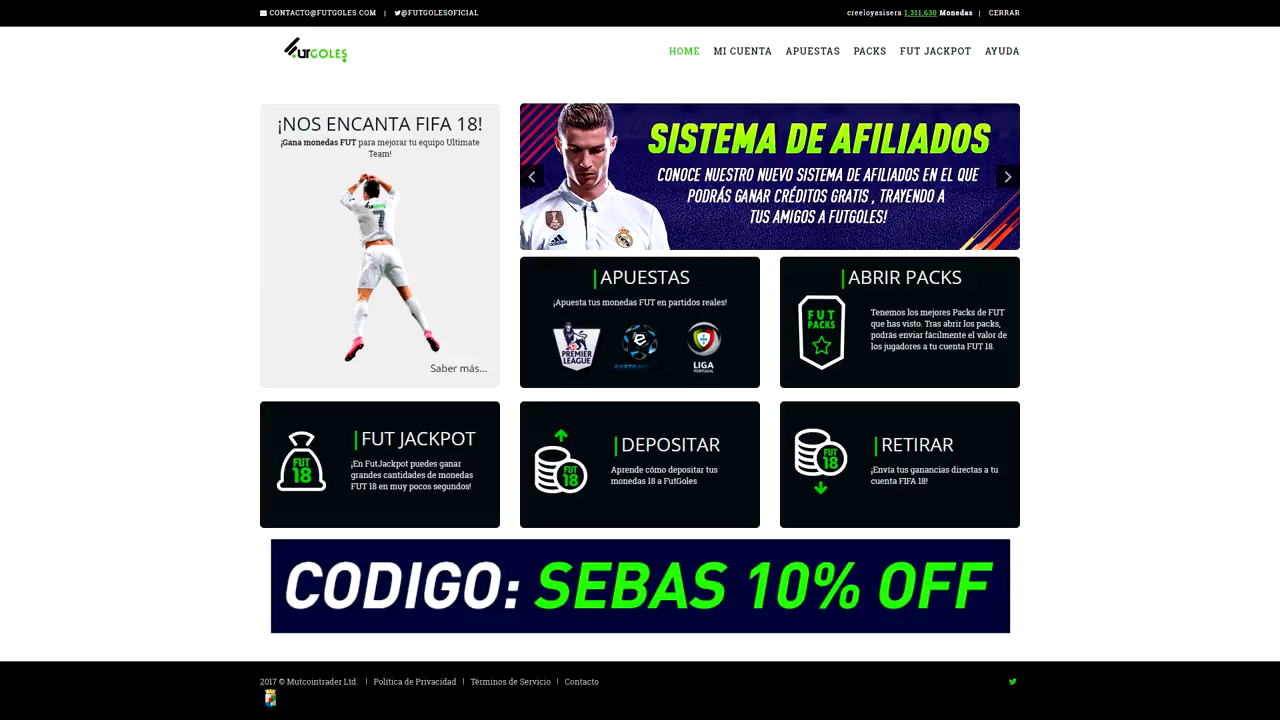 CONTACTO@FUTGOLES.COM | @FUTGOLESOFICIAL
creeloyasisera 1,311,630 Monedas | CERRAR
FUTGOLES
HOME MI CUENTA APUESTAS PACKS FUT JACKPOT AYUDA
¡NOS ENCANTA FIFA 18!
¡Gana monedas FUT para mejorar tu equipo Ultimate
Team!
7
Saber más...
SISTEMA DE AFILIADOS
CONOCE NUESTRO NUEVO SISTEMA DE AFILIADOS EN EL QUE
PODRÁS GANAR CRÉDITOS GRATIS , TRAYENDO A
TUS AMIGOS A FUTGOLES!
|APUESTAS
¡Apuesta tus monedas FUT en partidos reales!
PREMIER
LEAGUE
LIGA
PORTUGAL
|ABRIR PACKS
FUT
PACKS
Tenemos los mejores Packs de FUT
que has visto. Tras abrir los packs,
podrás enviar fácilmente el valor de
los jugadores a tu cuenta FUT 18.
|FUT JACKPOT
FUT
18
¡En FutJackpot puedes ganar
grandes cantidades de monedas
FUT 18 en muy pocos segundos!
|DEPOSITAR
FUT
18
Aprende cómo depositar tus
monedas 18 a FutGoles
|RETIRAR
FUT
18
¡Envía tus ganancias directas a tu
cuenta FIFA 18!
CODIGO: SEBAS 10% OFF
2017 © Mutcointrader Ltd. | Política de Privacidad | Términos de Servicio | Contacto